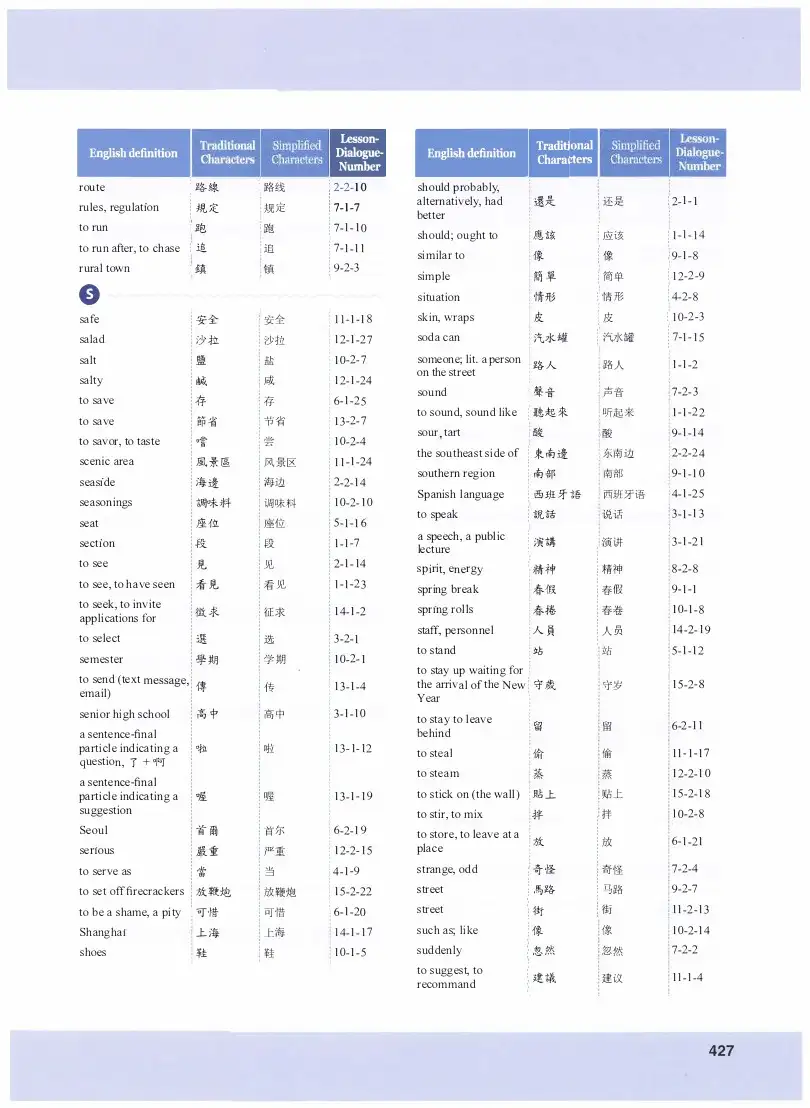 English definition Traditional Characters Simplified Characters Lesson-Dialogue-Number
route 路線 路线 2-2-10
rules, regulation 規定 规定 7-1-7
to run 跑 跑 7-1-10
to run after, to chase 追 追 7-1-11
rural town 鎮 镇 9-2-3
S
safe 安全 安全 11-1-18
salad 沙拉 沙拉 12-1-27
salt 鹽 盐 10-2-7
salty 鹹 咸 12-1-24
to save 存 存 6-1-25
to save 節省 节省 13-2-7
to savor, to taste 嚐 尝 10-2-4
scenic area 風景區 风景区 11-1-24
seaside 海邊 海边 2-2-14
seasonings 調味料 调味料 10-2-10
seat 座位 座位 5-1-16
section 段 段 1-1-7
to see 見 见 2-1-14
to see, to have seen 看見 看见 1-1-23
to seek, to invite
applications for 徵求 征求 14-1-2
to select 選 选 3-2-1
semester 學期 学期 10-2-1
to send (text message,
email) 傳 传 13-1-4
senior high school 高中 高中 3-1-10
a sentence-final
particle indicating a
question, 了 + 啊 啦 啦 13-1-12
a sentence-final
particle indicating a
suggestion 喔 喔 13-1-19
Seoul 首爾 首尔 6-2-19
serious 嚴重 严重 12-2-15
to serve as 當 当 4-1-9
to set off firecrackers 放鞭炮 放鞭炮 15-2-22
to be a shame, a pity 可惜 可惜 6-1-20
Shanghai 上海 上海 14-1-17
shoes 鞋 鞋 10-1-5
English definition Traditional Characters Simplified Characters Lesson-Dialogue-Number
should probably,
alternatively, had
better 還是 还是 2-1-1
should; ought to 應該 应该 1-1-14
similar to 像 像 9-1-8
simple 簡單 简单 12-2-9
situation 情形 情形 4-2-8
skin, wraps 皮 皮 10-2-3
soda can 汽水罐 汽水罐 7-1-15
someone; lit. a person
on the street 路人 路人 1-1-2
sound 聲音 声音 7-2-3
to sound, sound like 聽起來 听起来 1-1-22
sour, tart 酸 酸 9-1-14
the southeast side of 東南邊 东南边 2-2-24
southern region 南部 南部 9-1-10
Spanish language 西班牙語 西班牙语 4-1-25
to speak 說話 说话 3-1-13
a speech, a public
lecture 演講 演讲 3-1-21
spirit, energy 精神 精神 8-2-8
spring break 春假 春假 9-1-1
spring rolls 春捲 春卷 10-1-8
staff, personnel 人員 人员 14-2-19
to stand 站 站 5-1-12
to stay up waiting for
the arrival of the New
Year 守歲 守岁 15-2-8
to stay to leave
behind 留 留 6-2-11
to steal 偷 偷 11-1-17
to steam 蒸 蒸 12-2-10
to stick on (the wall) 貼上 贴上 15-2-18
to stir, to mix 拌 拌 10-2-8
to store, to leave at a
place 放 放 6-1-21
strange, odd 奇怪 奇怪 7-2-4
street 馬路 马路 9-2-7
street 街 街 11-2-13
such as; like 像 像 10-2-14
suddenly 忽然 忽然 7-2-2
to suggest, to
recommand 建議 建议 11-1-4
427